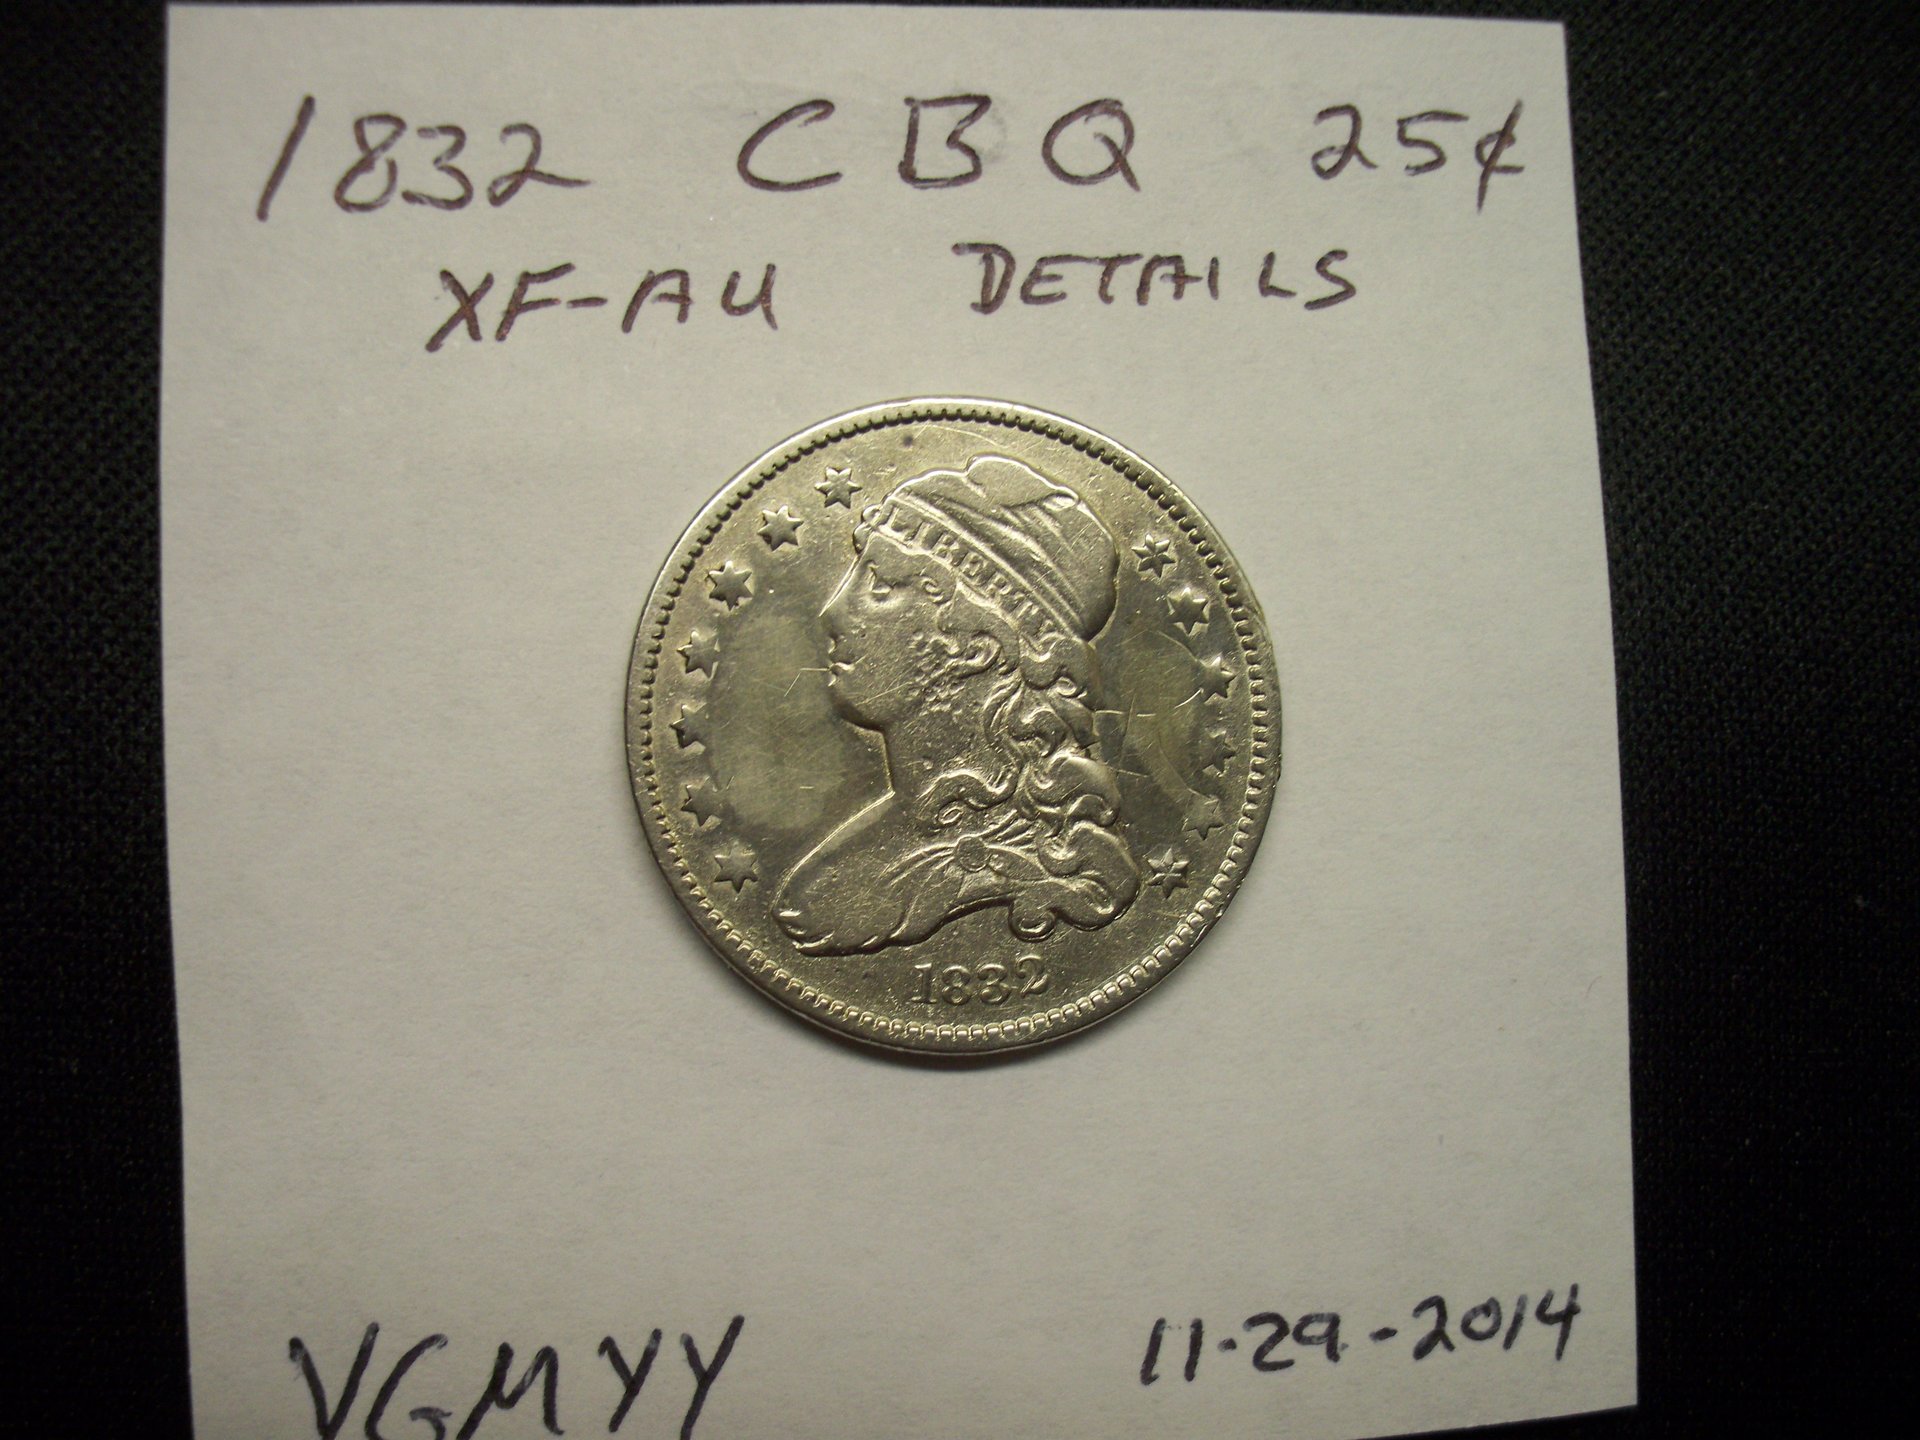 1832 CBQ 25¢
XF-AU DETAILS
LIBERTY
1832
VGMYY 11-29-2014